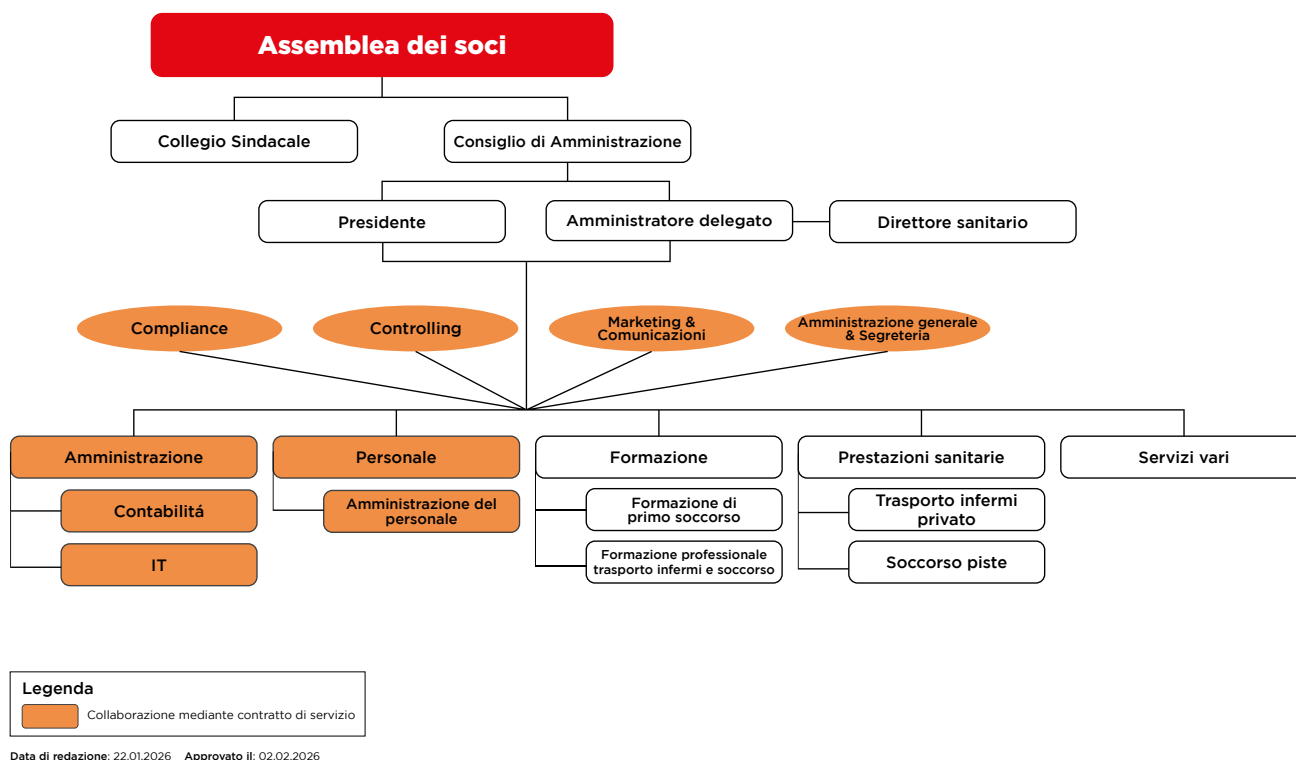 Assemblea dei soci
Collegio Sindacale
Consiglio di Amministrazione
Presidente
Amministratore delegato
Direttore sanitario
Compliance
Controlling
Marketing &
Comunicazioni
Amministrazione generale
& Segreteria
Amministrazione
Personale
Formazione
Prestazioni sanitarie
Servizi vari
Contabilitá
IT
Amministrazione del
personale
Formazione di
primo soccorso
Formazione professionale
trasporto infermi e soccorso
Trasporto infermi
privato
Soccorso piste
Legenda
Collaborazione mediante contratto di servizio
Data di redazione: 22.01.2026 Approvato il: 02.02.2026